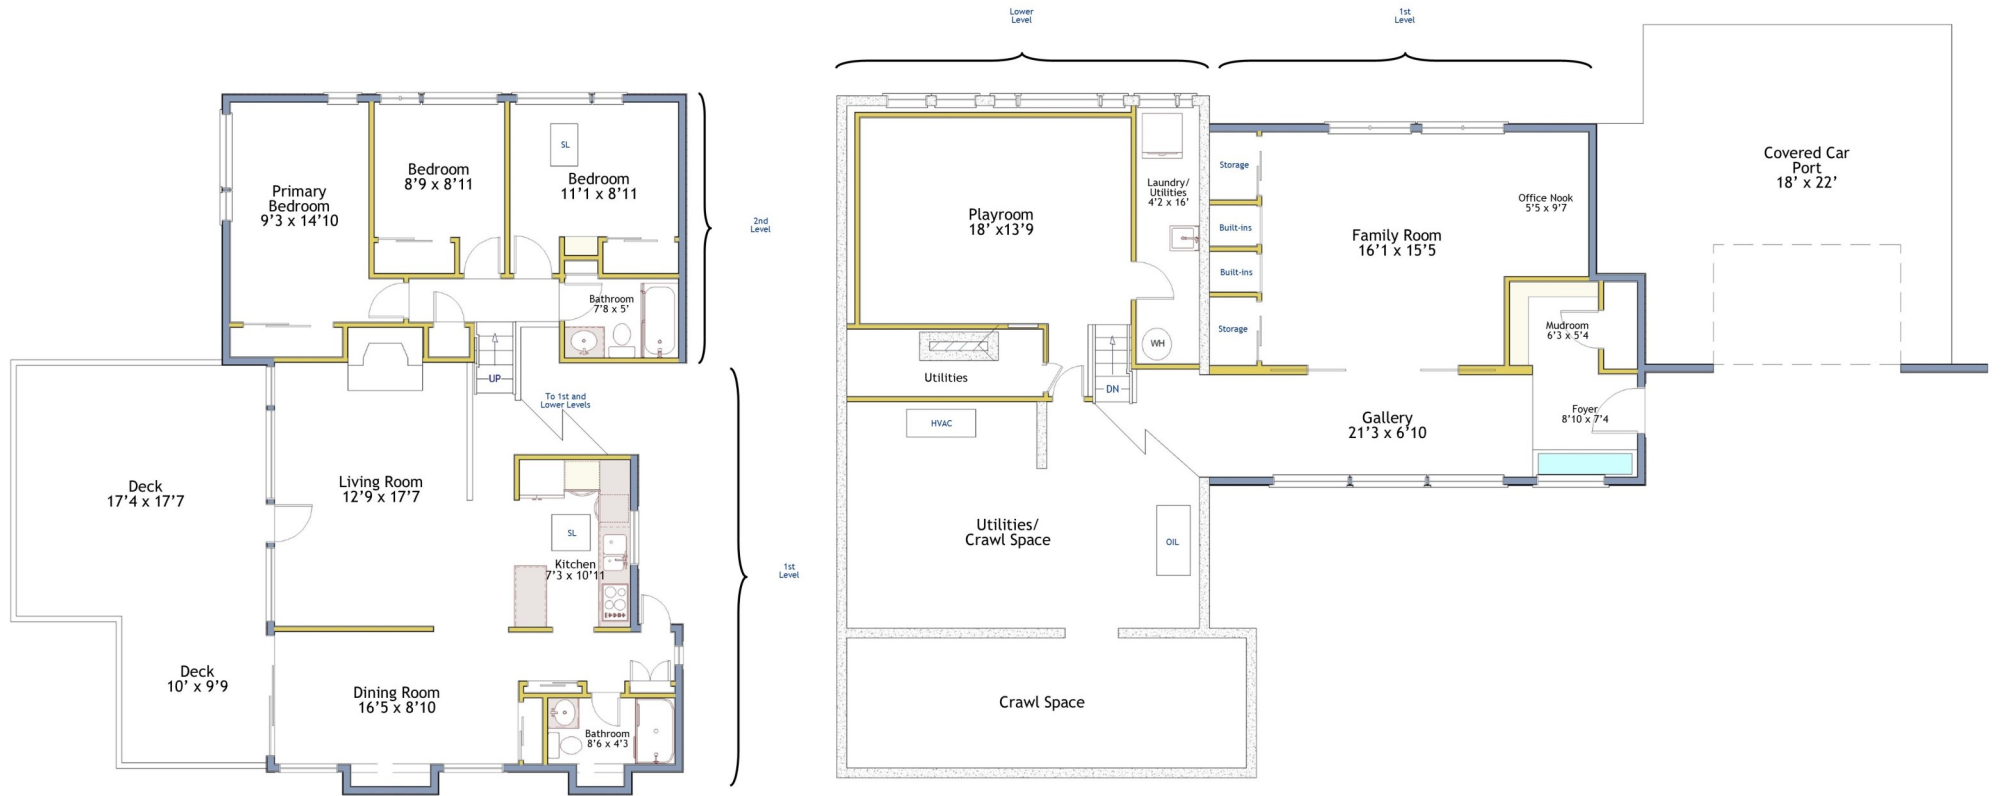 Lower
Level
1st
Level
SL
Bedroom
8’9 x 8’11
Bedroom
11’1 x 8’11
Primary
Bedroom
9’3 x 14’10
2nd
Level
Bathroom
7’8 x 5’
UP
To 1st and
Lower Levels
Deck
17’4 x 17’7
Living Room
12’9 x 17’7
SL
Kitchen
7’3 x 10’11
1st
Level
Deck
10’ x 9’9
Dining Room
16’5 x 8’10
Bathroom
8’6 x 4’3
Playroom
18’ x13’9
Laundry/
Utilities
4’2 x 16’
WH
Utilities
DN
HVAC
Utilities/
Crawl Space
OIL
Crawl Space
Storage
Built-ins
Built-ins
Storage
Family Room
16’1 x 15’5
Office Nook
5’5 x 9’7
Mudroom
6’3 x 5’4
Gallery
21’3 x 6’10
Foyer
8’10 x 7’4
Covered Car
Port
18’ x 22’